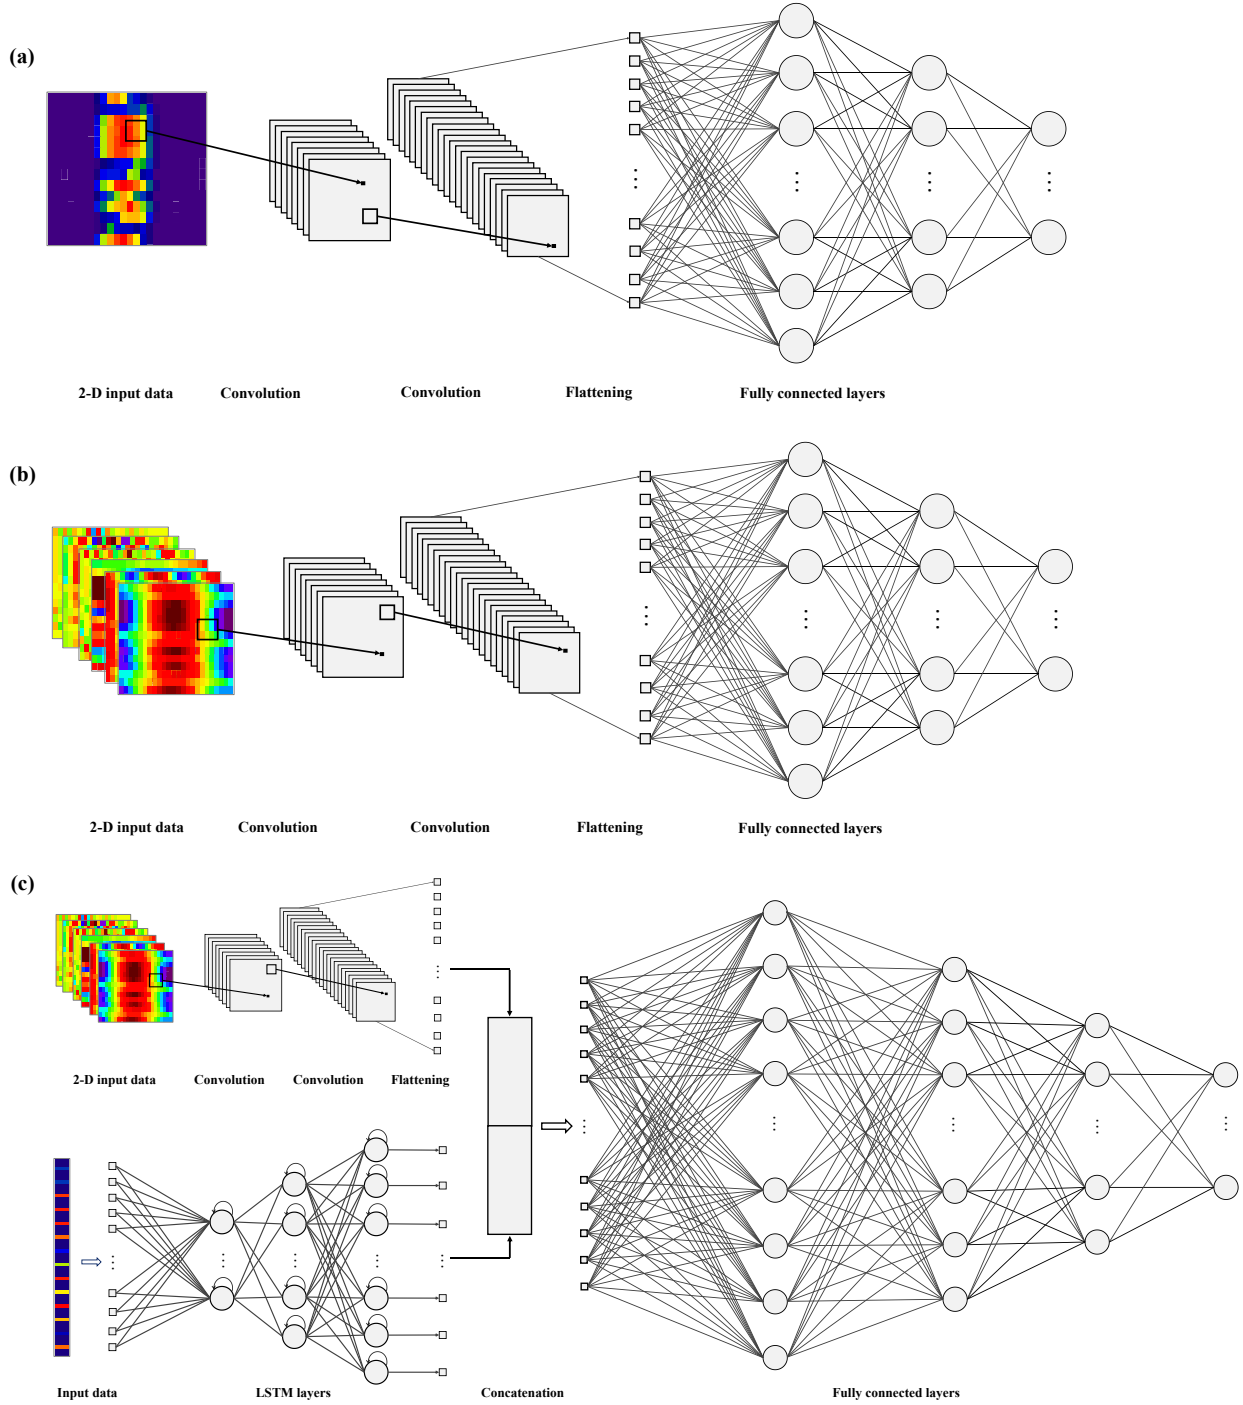 (a)
2-D input data Convolution Convolution Flattening Fully connected layers
(b)
2-D input data Convolution Convolution Flattening Fully connected layers
(c)
2-D input data Convolution Convolution Flattening
Input data LSTM layers Concatenation Fully connected layers